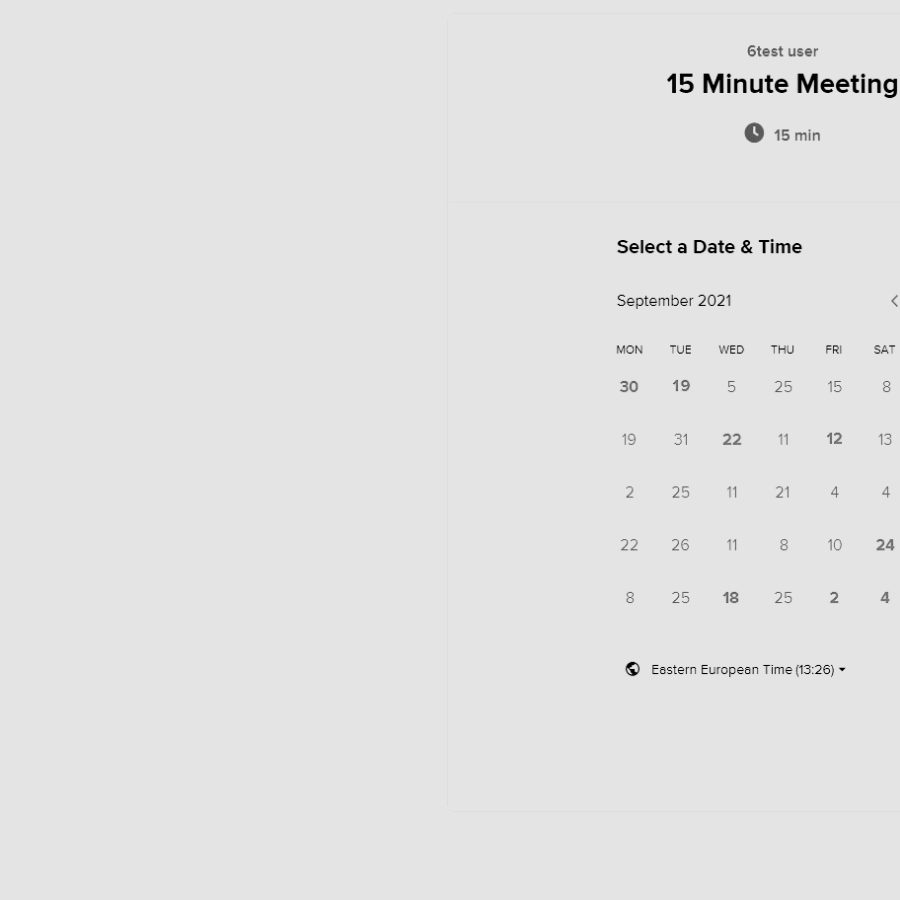 6test user
15 Minute Meeting
15 min
Select a Date & Time
September 2021
MON TUE WED THU FRI SAT
30 19 5 25 15 8
19 31 22 11 12 13
2 25 11 21 4 4
22 26 11 8 10 24
8 25 18 25 2 4
Eastern European Time (13:26)